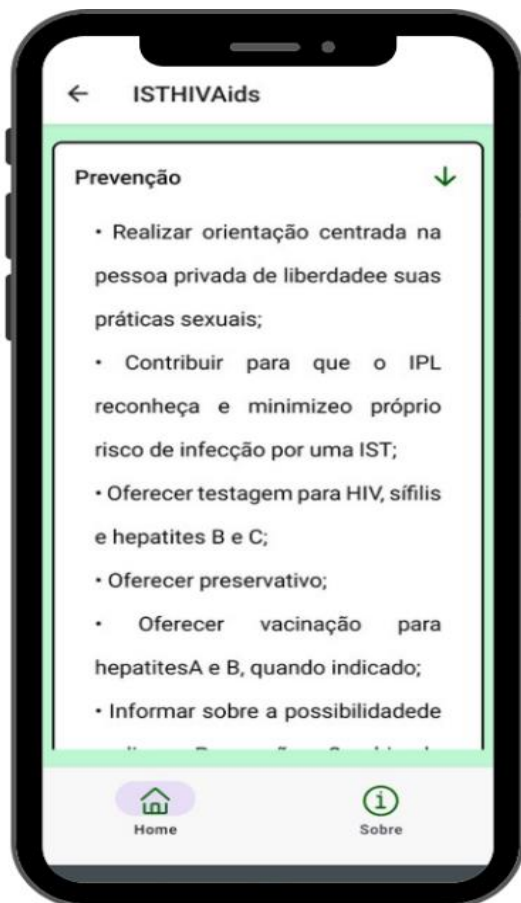 ISTHIVAids
Prevenção
• Realizar orientação centrada na
pessoa privada de liberdadee suas
práticas sexuais;
• Contribuir para que o IPL
reconheça e minimizeo próprio
risco de infecção por uma IST;
• Oferecer testagem para HIV, sífilis
e hepatites B e C;
• Oferecer preservativo;
• Oferecer vacinação para
hepatitesA e B, quando indicado;
• Informar sobre a possibilidadede
Home
Sobre